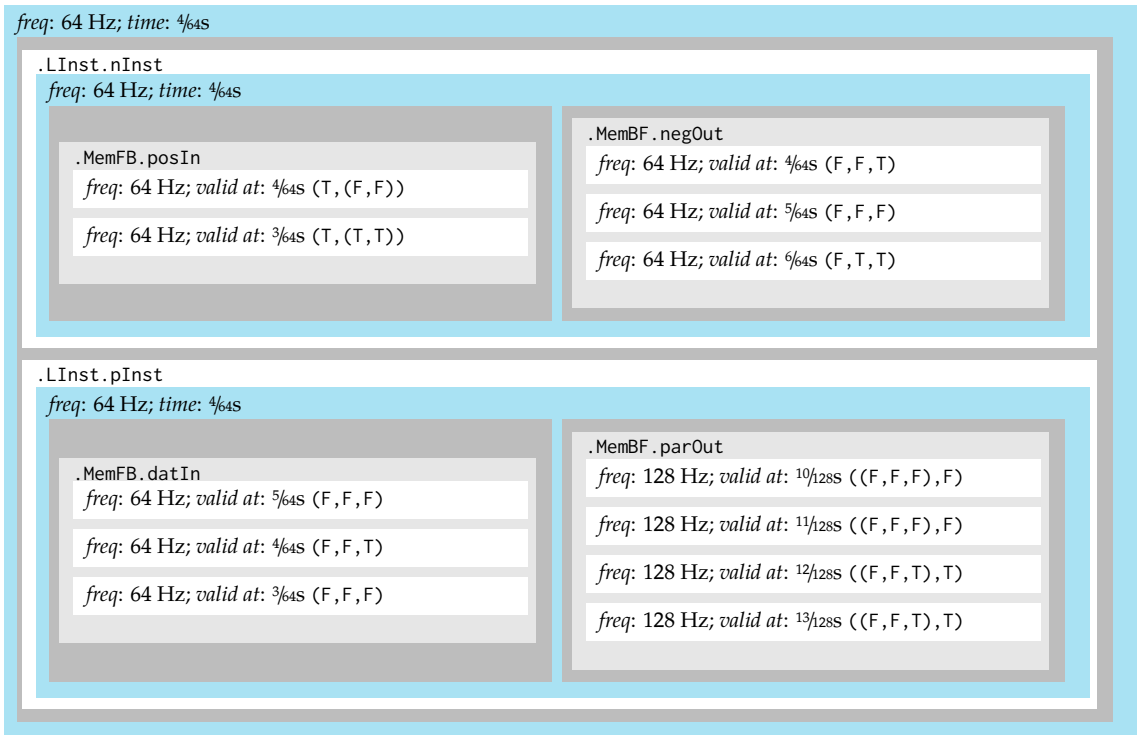 freq: 64 Hz; time: 4/64s
.LInst.nInst
freq: 64 Hz; time: 4/64s
.MemFB.posIn
freq: 64 Hz; valid at: 4/64s (T,(F,F))
freq: 64 Hz; valid at: 3/64s (T,(T,T))
.MemBF.negOut
freq: 64 Hz; valid at: 4/64s (F,F,T)
freq: 64 Hz; valid at: 5/64s (F,F,F)
freq: 64 Hz; valid at: 6/64s (F,T,T)
.LInst.pInst
freq: 64 Hz; time: 4/64s
.MemFB.datIn
freq: 64 Hz; valid at: 5/64s (F,F,F)
freq: 64 Hz; valid at: 4/64s (F,F,T)
freq: 64 Hz; valid at: 3/64s (F,F,F)
.MemBF.parOut
freq: 128 Hz; valid at: 10/128s ((F,F,F),F)
freq: 128 Hz; valid at: 11/128s ((F,F,F),F)
freq: 128 Hz; valid at: 12/128s ((F,F,T),T)
freq: 128 Hz; valid at: 13/128s ((F,F,T),T)